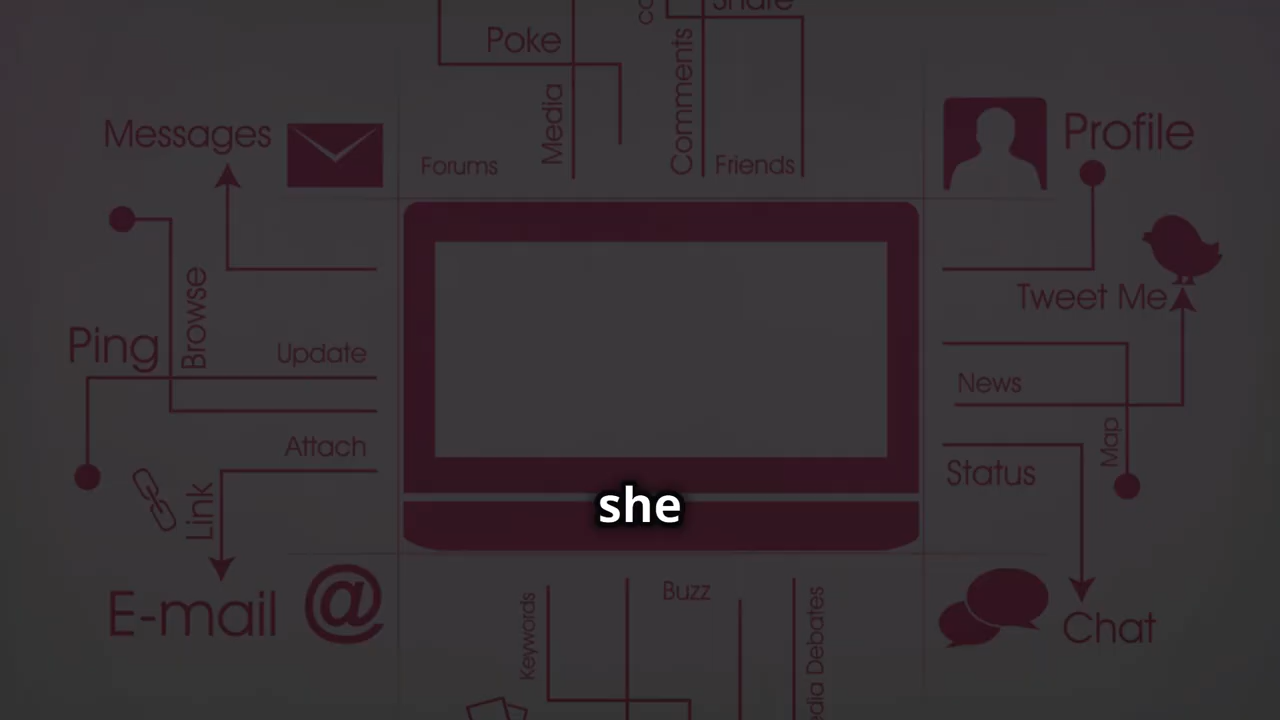 Share
Poke
Comments
Media
Forums
Friends
Messages
Profile
Browse
Tweet Me
Ping
Update
News
Attach
Map
Status
Link
she
E-mail
@
Keywords
Buzz
Chat